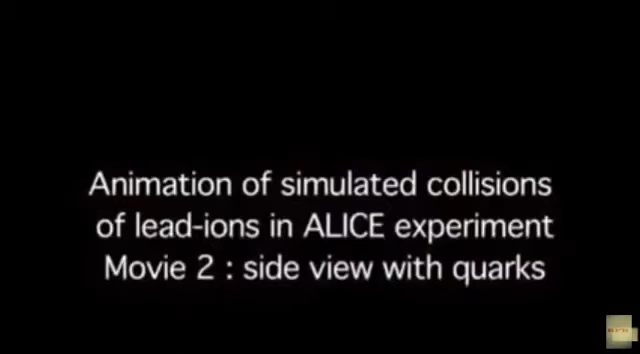 Animation of simulated collisions
of lead-ions in ALICE experiment
Movie 2 : side view with quarks